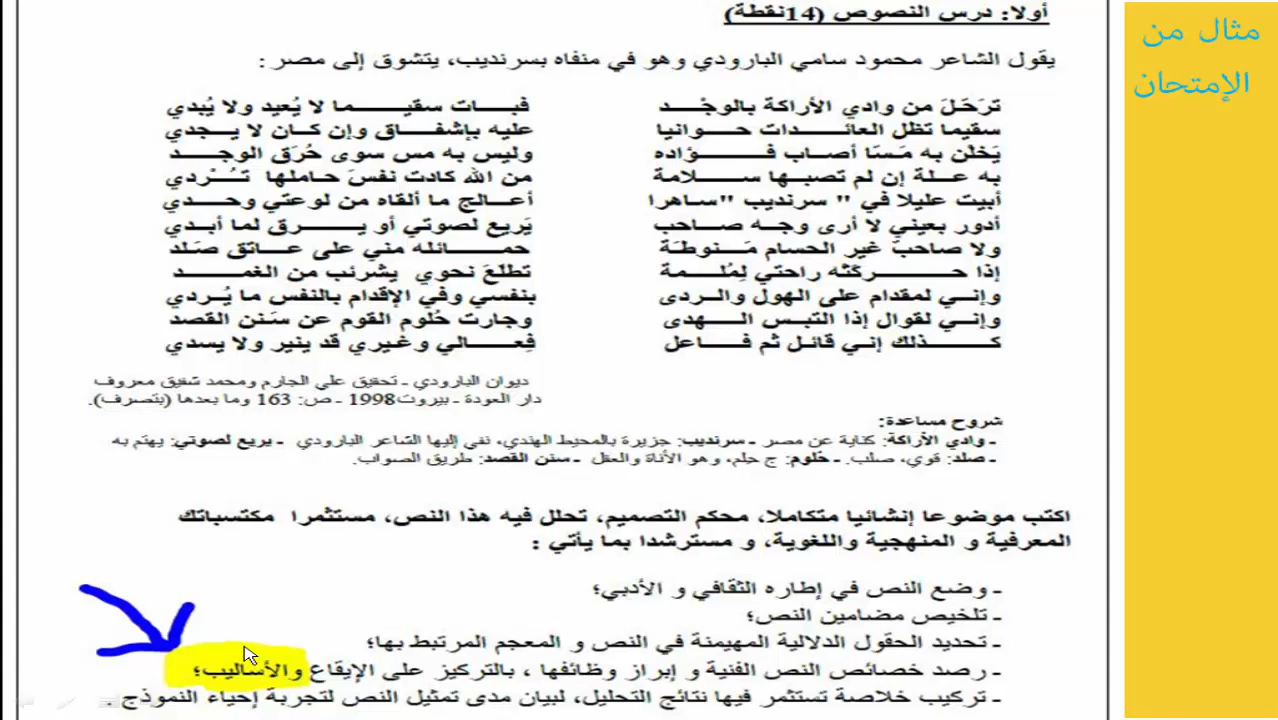 مثال من
الإمتحان
أولا: درس النصوص (14نقطة)
يقول الشاعر محمود سامي البارودي وهو في منفاه بسرنديب، يتشوق إلى مصر :
ترَحَلَ من وادي الأراكة بالوجْد فبات سقيما لا يُعيد ولا يُبدي
سقيما تظل العائدات حوانيا عليه بإشفاق وإن كان لا يجدي
يَخلْن به مَسّا أصاب فؤاده وليس به مس سوى حُرَق الوجد
به علة إن لم تصبها سلامة من الله كادت نفسَ حاملها تُرْدي
أبيت عليلا في " سرنديب "ساهرا أعالج ما ألقاه من لوعتي وحدي
أدور بعيني لا أرى وجه صاحب يَريع لصوتي أو يرق لما أبدي
ولا صاحبٌ غير الحسام مَنوطة حمائله مني على عاتق صَلد
إذا حركَتْه راحتي لِمُلمة تطلعَ نحوي يشرئب من الغمد
وإني لمقدام على الهول والردى بنفسي وفي الإقدام بالنفس ما يُردي
وإني لقوال إذا التبس الهدى وجارت حُلوم القوم عن سَنن القصد
كذلك إني قائل ثم فاعل فِعالي وغيري قد ينير ولا يسدي
ديوان البارودي ـ تحقيق علي الجارم ومحمد شفيق معروف
دار العودة ـ بيروت1998 ـ ص: 163 وما بعدها (بتصرف).
شروح مساعدة:
ـ وادي الأراكة: كناية عن مصر ـ سرنديب: جزيرة بالمحيط الهندي، نفي إليها الشاعر البارودي ـ يريع لصوتي: يهتم به
ـ صلد: قوي، صلب. ـ حُلوم: ج حلم، وهو الأناة والعقل ـ سنن القصد: طريق الصواب.
اكتب موضوعا إنشائيا متكاملا، محكم التصميم، تحلل فيه هذا النص، مستثمرا مكتسباتك
المعرفية و المنهجية واللغوية، و مسترشدا بما يأتي :
ـ وضع النص في إطاره الثقافي و الأدبي؛
ـ تلخيص مضامين النص؛
ـ تحديد الحقول الدلالية المهيمنة في النص و المعجم المرتبط بها؛
ـ رصد خصائص النص الفنية و إبراز وظائفها ، بالتركيز على الإيقاع والأساليب؛
ـ تركيب خلاصة تستثمر فيها نتائج التحليل، لبيان مدى تمثيل النص لتجربة إحياء النموذج .